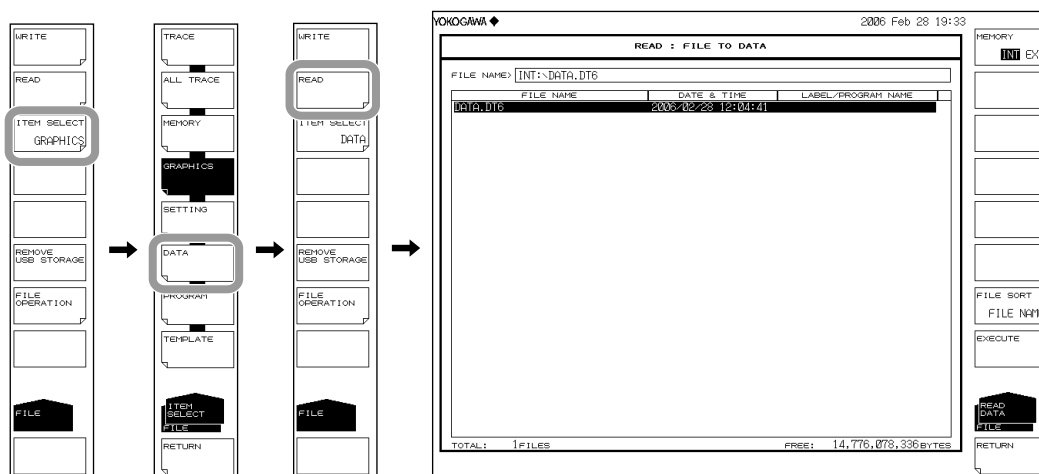 WRITE
READ
ITEM SELECT
GRAPHICS
REMOVE
USB STORAGE
FILE
OPERATION
FILE
TRACE
ALL TRACE
MEMORY
GRAPHICS
SETTING
DATA
PROGRAM
TEMPLATE
ITEM
SELECT
FILE
RETURN
WRITE
READ
ITEM SELECT
DATA
REMOVE
USB STORAGE
FILE
OPERATION
FILE
YOKOGAWA
2006 Feb 28 19:33
READ : FILE TO DATA
FILE NAME> INT:\DATA.DT6
FILE NAME DATE & TIME LABEL/PROGRAM NAME
DATA.DT6 2006/02/28 12:04:41
TOTAL: 1FILES FREE: 14,776,078,336BYTES
MEMORY
INT EX
FILE SORT
FILE NAM
EXECUTE
READ
DATA
FILE
RETURN